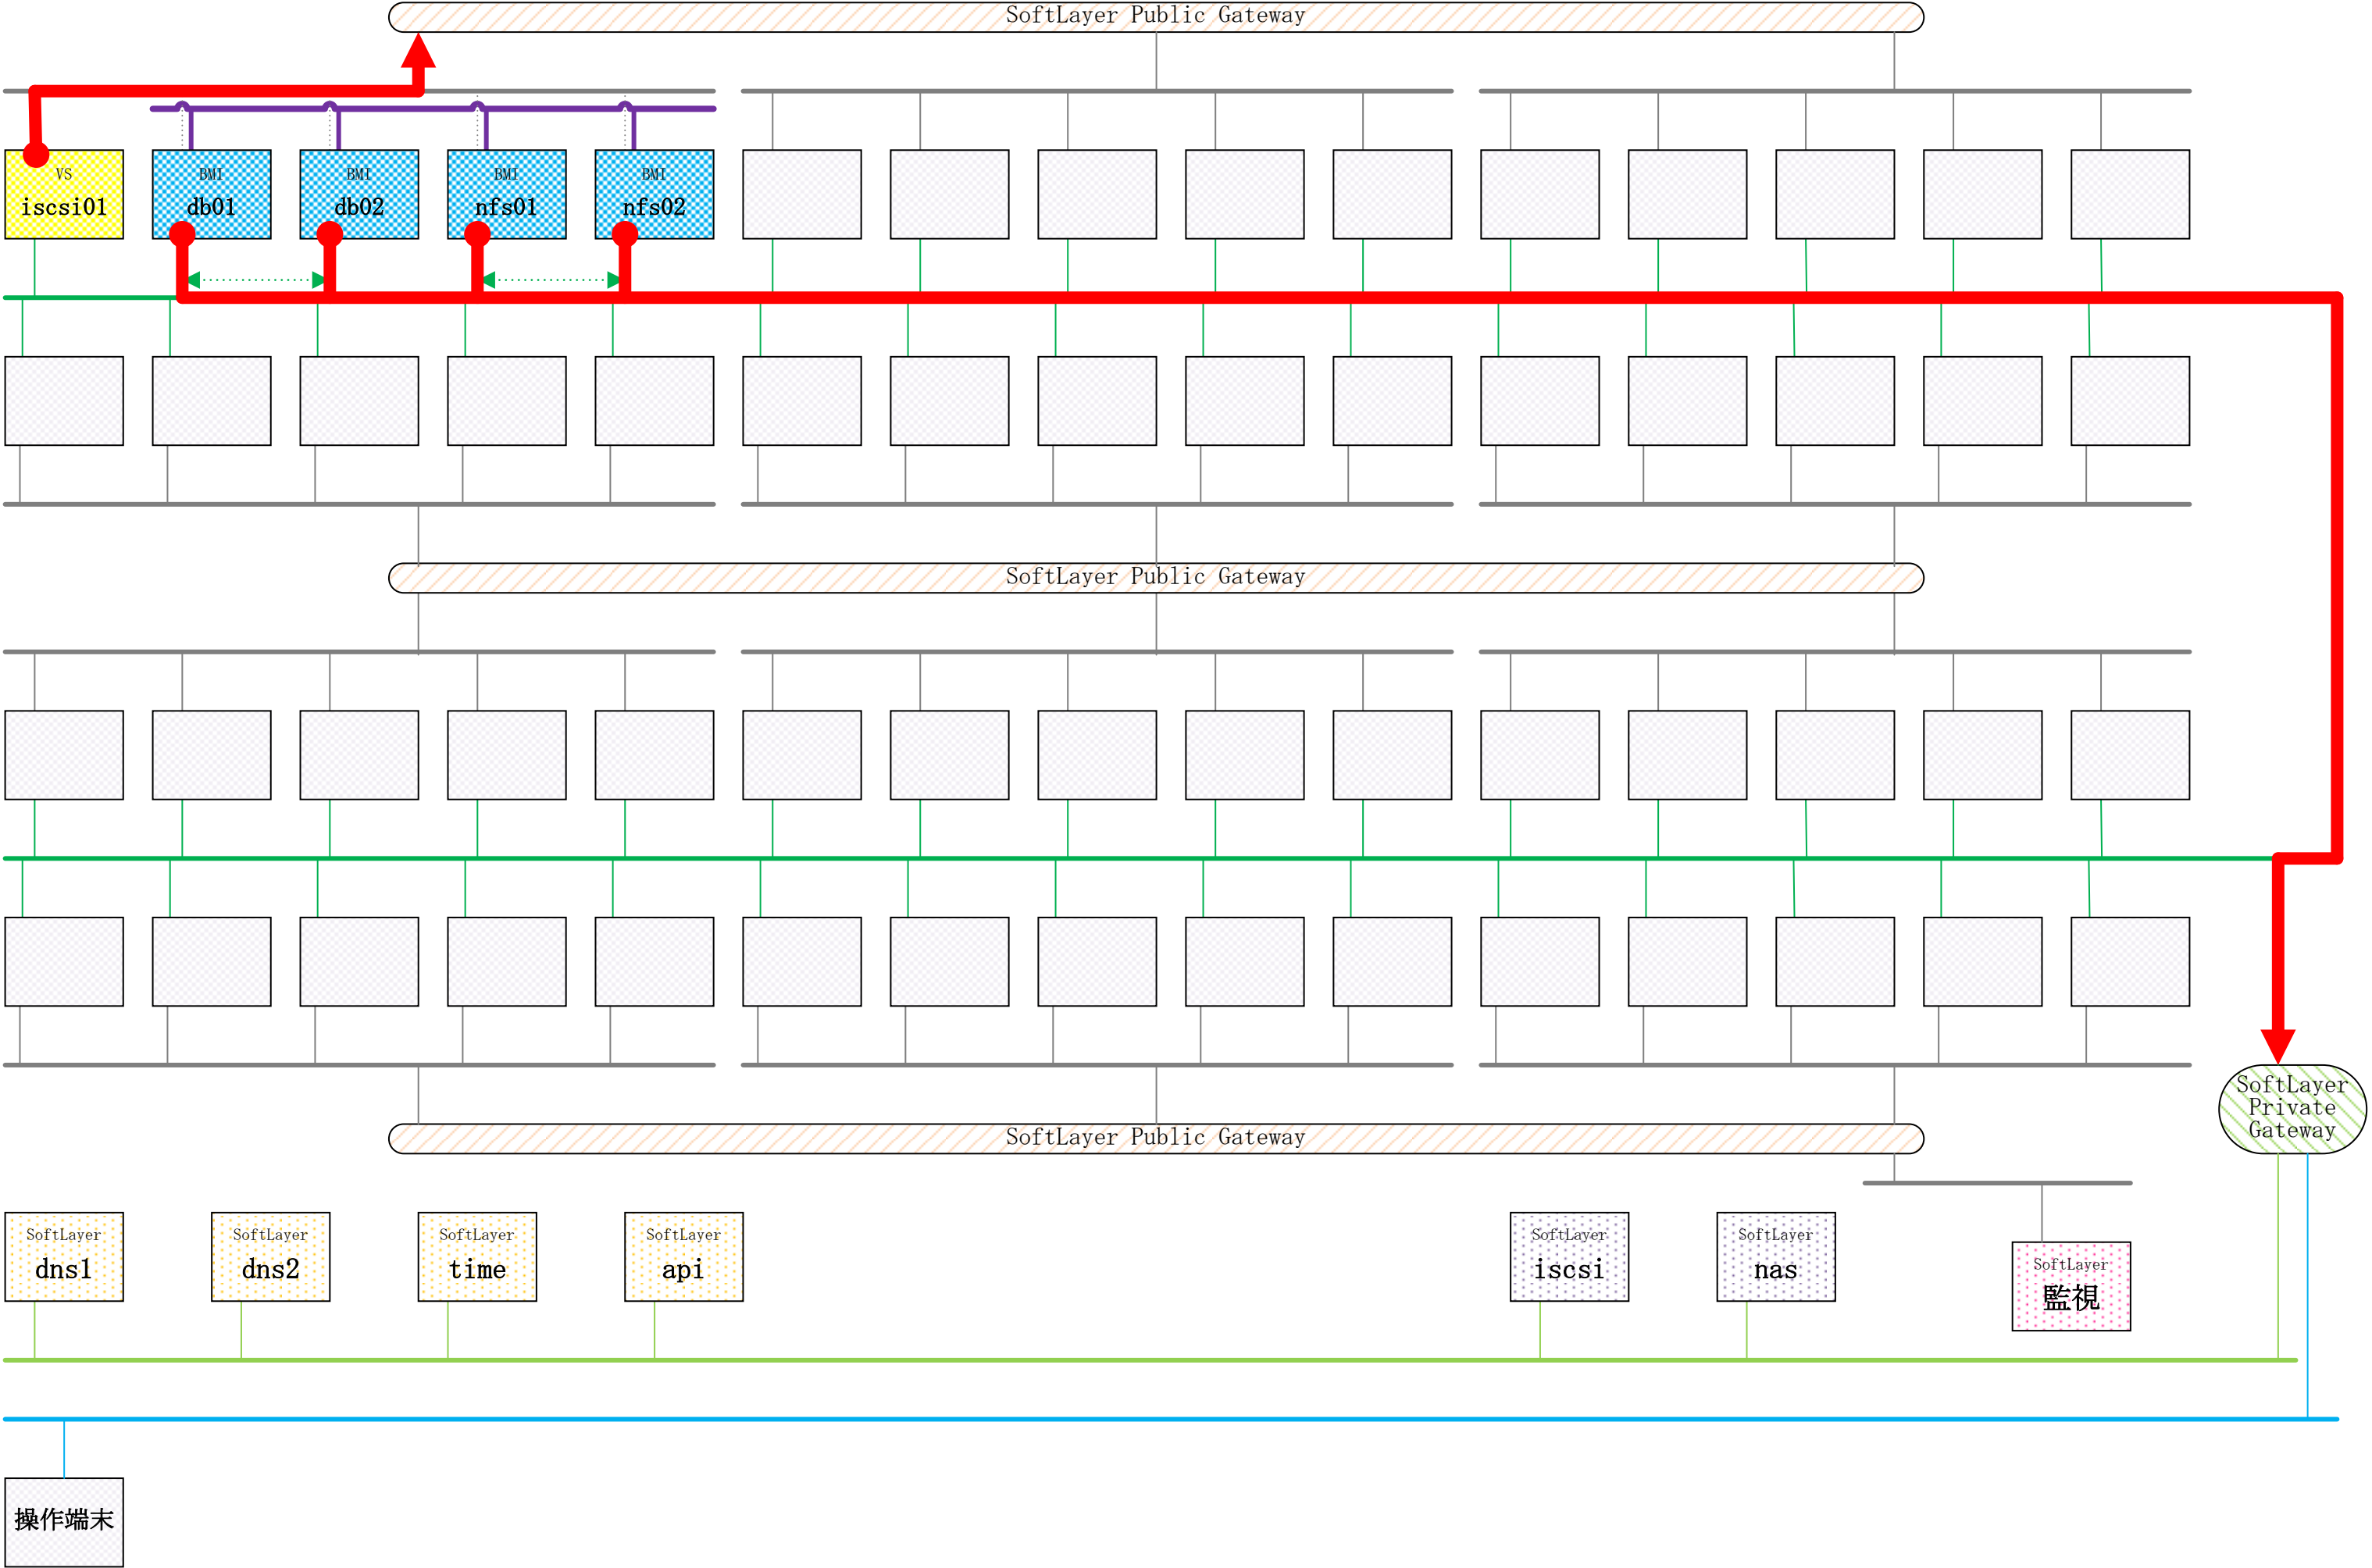 SoftLayer Public Gateway
VS
iscsi01
BMI
db01
BMI
db02
BMI
nfs01
BMI
nfs02
SoftLayer Public Gateway
SoftLayer
Private
Gateway
SoftLayer Public Gateway
SoftLayer
dns1
SoftLayer
dns2
SoftLayer
time
SoftLayer
api
SoftLayer
iscsi
SoftLayer
nas
SoftLayer
監視
操作端末